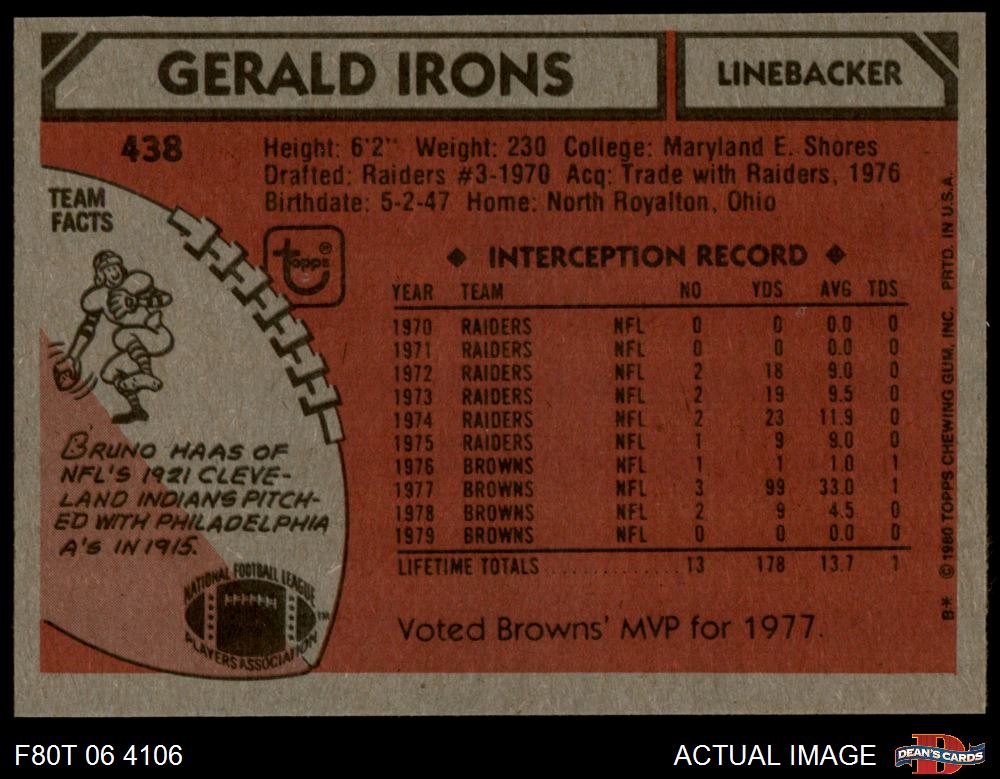 GERALD IRONS
LINEBACKER
438
Height: 6'2" Weight: 230 College: Maryland E. Shores
Drafted: Raiders #3-1970 Acq: Trade with Raiders, 1976
Birthdate: 5-2-47 Home: North Royalton, Ohio
TEAM
FACTS
topps®
INTERCEPTION RECORD
YEAR TEAM NO YDS AVG TDS
1970 RAIDERS NFL 0 0 0.0 0
1971 RAIDERS NFL 0 0 0.0 0
1972 RAIDERS NFL 2 18 9.0 0
1973 RAIDERS NFL 2 19 9.5 0
1974 RAIDERS NFL 2 23 11.9 0
1975 RAIDERS NFL 1 9 9.0 0
1976 BROWNS NFL 1 1 1.0 1
1977 BROWNS NFL 3 99 33.0 1
1978 BROWNS NFL 2 9 4.5 0
1979 BROWNS NFL 0 0 0.0 0
LIFETIME TOTALS ............... 13 178 13.7 1
Voted Browns' MVP for 1977.
BRUNO HAAS OF
NFL'S 1921 CLEVE-
LAND INDIANS PITCH-
ED WITH PHILADELPHIA
A'S IN 1915.
NATIONAL FOOTBALL LEAGUE
PLAYERS ASSOCIATION
TM
B* © 1980 TOPPS CHEWING GUM, INC. PRTD. IN U.S.A.
F80T 06 4106
ACTUAL IMAGE
DEAN'S CARDS